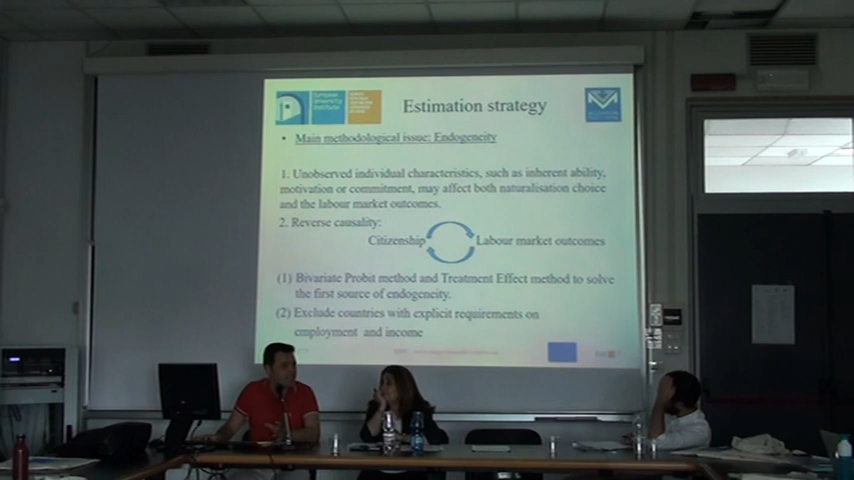 European
University
Institute
Estimation strategy
• Main methodological issue: Endogeneity
1. Unobserved individual characteristics, such as inherent ability,
motivation or commitment, may affect both naturalisation choice
and the labour market outcomes.
2. Reverse causality:
Citizenship Labour market outcomes
(1) Bivariate Probit method and Treatment Effect method to solve
the first source of endogeneity.
(2) Exclude countries with explicit requirements on
employment and income